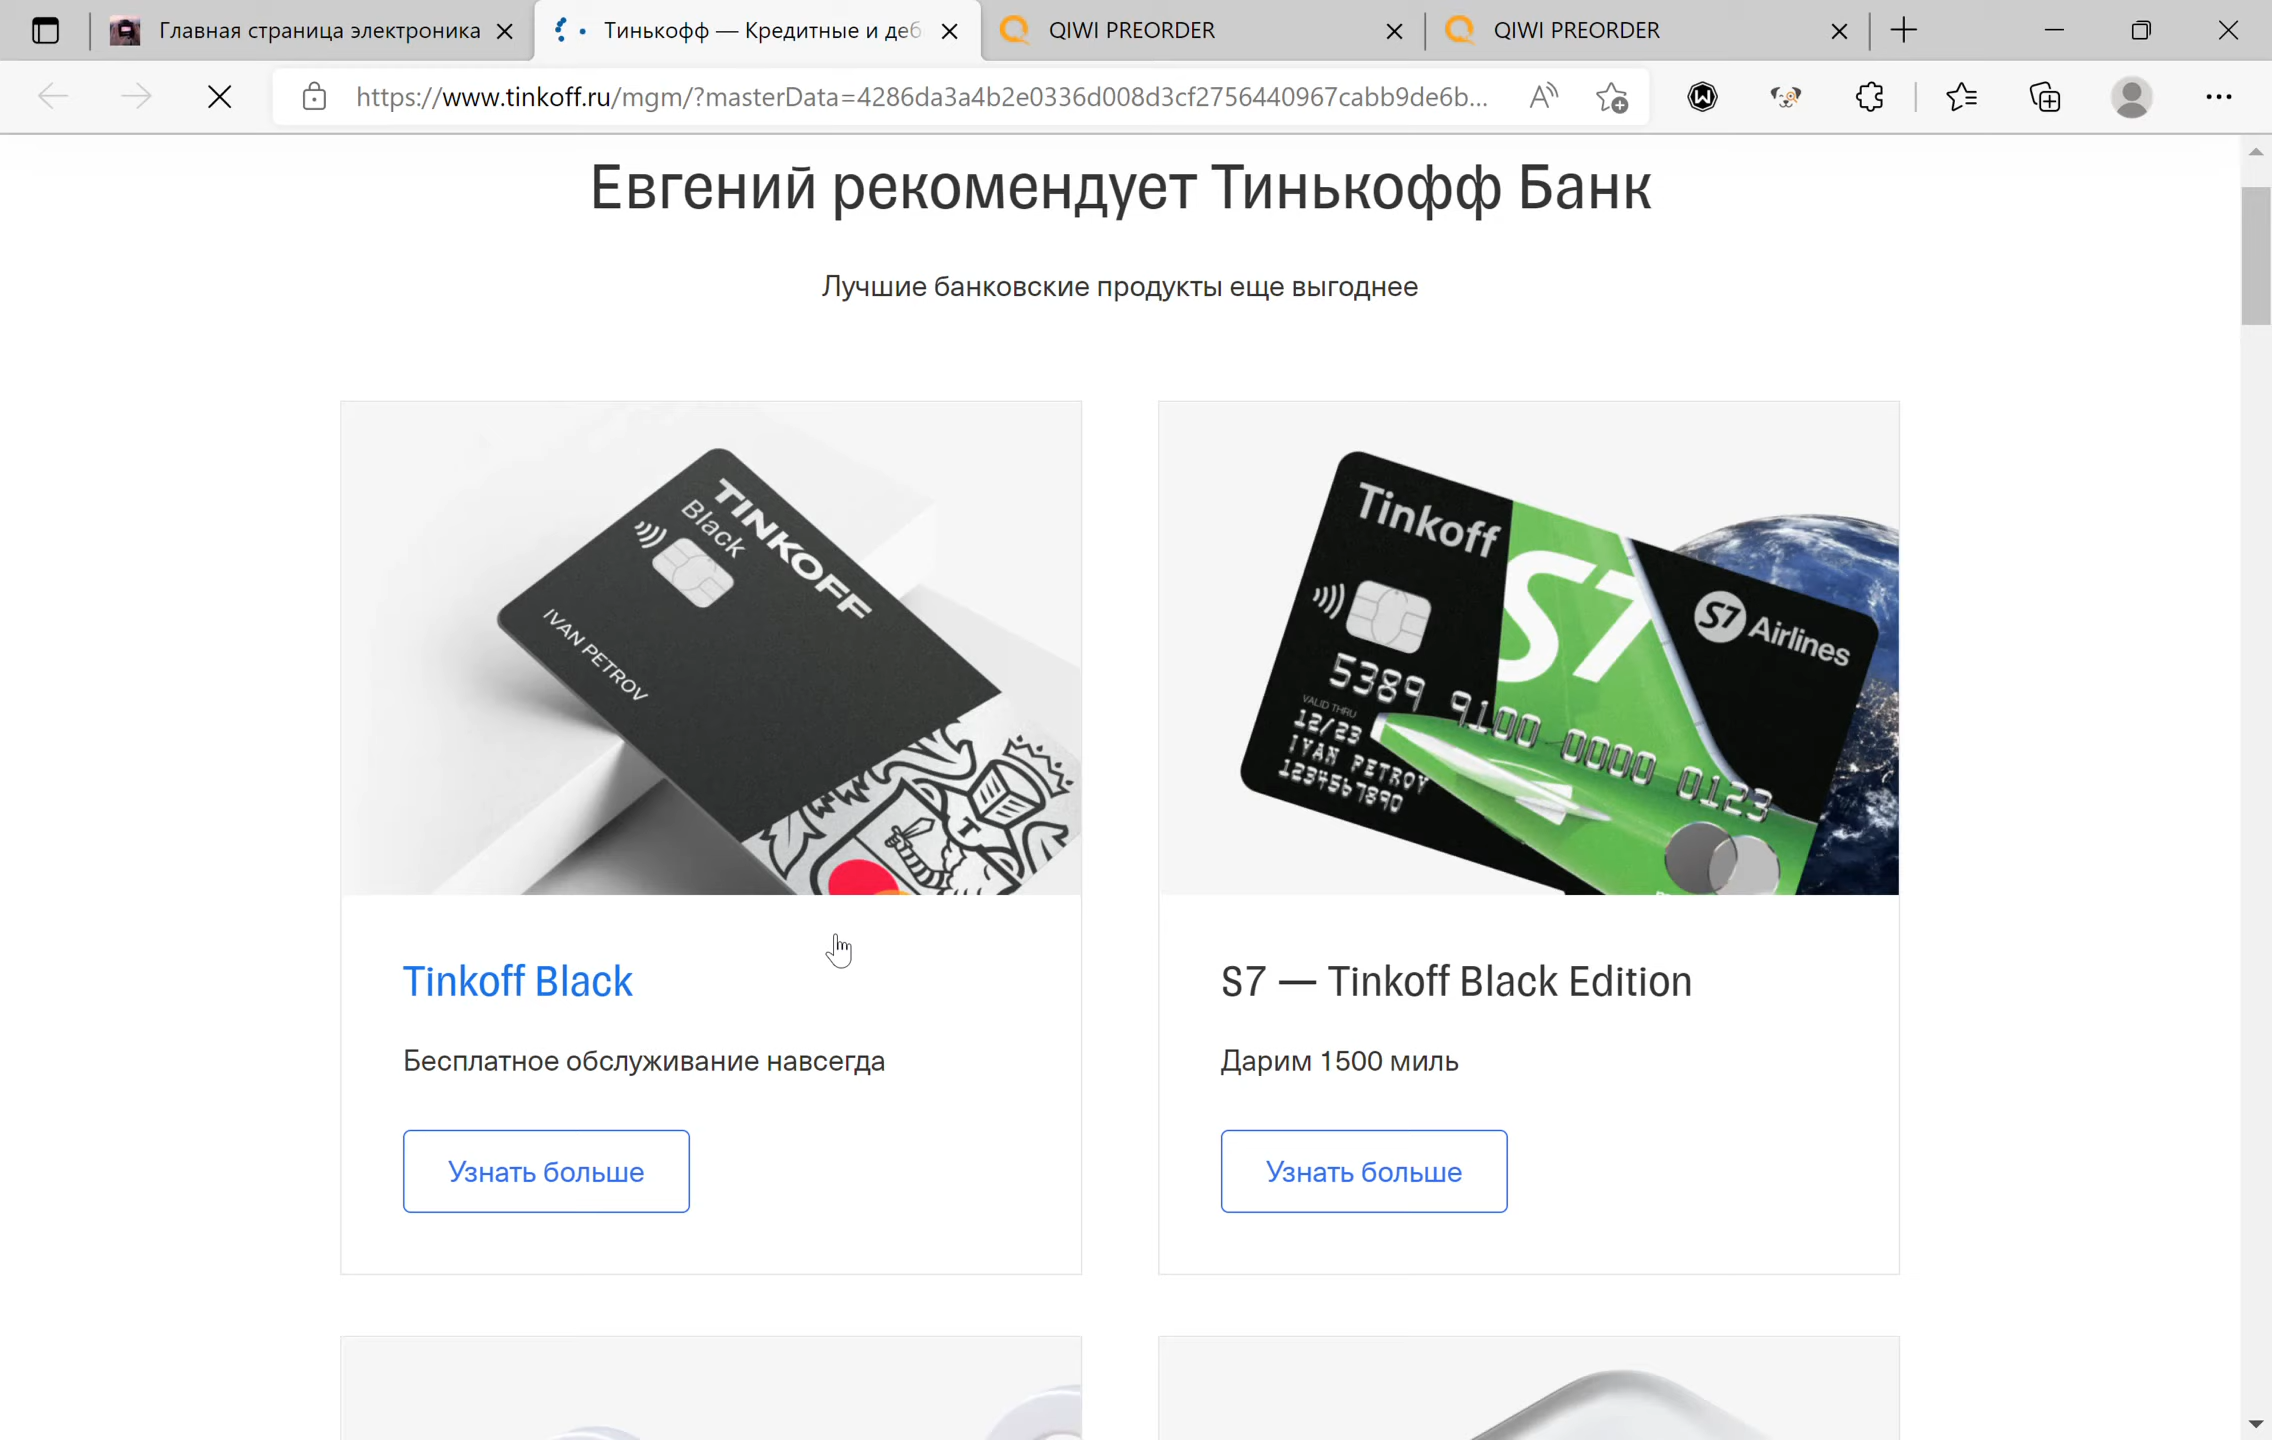 Главная страница электроника
Тинькофф — Кредитные и деб
QIWI PREORDER
QIWI PREORDER
https://www.tinkoff.ru/mgm/?masterData=4286da3a4b2e0336d008d3cf2756440967cabb9de6b...
Евгений рекомендует Тинькофф Банк
Лучшие банковские продукты еще выгоднее
TINKOFF
Black
IVAN PETROV
Tinkoff
S7
S7 Airlines
5389 9100 0000 0123
VALID THRU
12/23
IVAN PETROV
1234567890
Tinkoff Black
Бесплатное обслуживание навсегда
Узнать больше
S7 — Tinkoff Black Edition
Дарим 1500 миль
Узнать больше